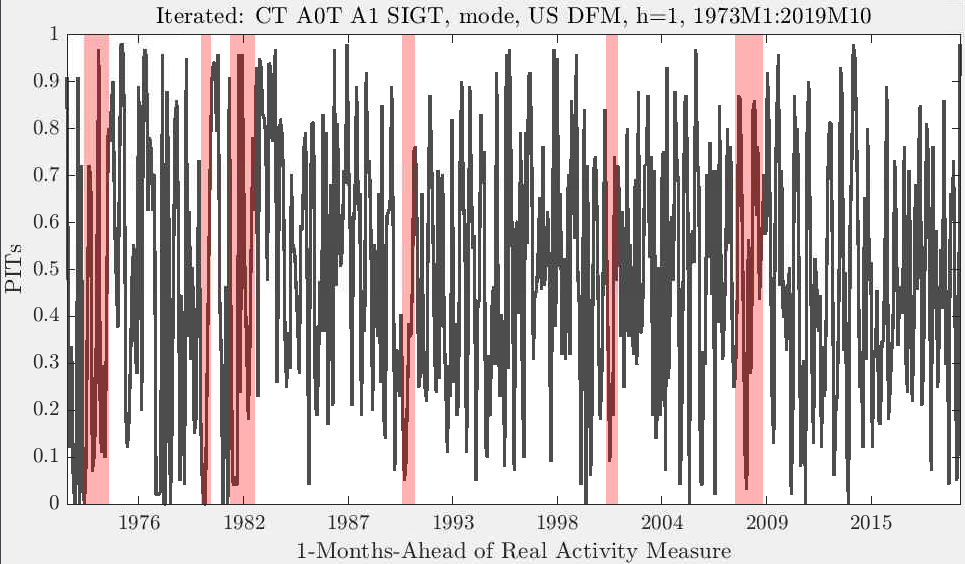 Iterated: CT A0T A1 SIGT, mode, US DFM, h=1, 1973M1:2019M10
1
0.9
0.8
0.7
0.6
0.5
0.4
0.3
0.2
0.1
0
PITs
1976 1982 1987 1993 1998 2004 2009 2015
1-Months-Ahead of Real Activity Measure